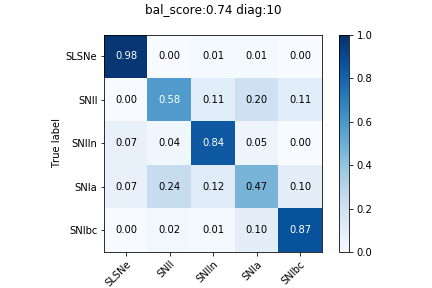 bal_score:0.74 diag:10
True label
SLSNe 0.98 0.00 0.01 0.01 0.00
SNII 0.00 0.58 0.11 0.20 0.11
SNIIn 0.07 0.04 0.84 0.05 0.00
SNIa 0.07 0.24 0.12 0.47 0.10
SNIbc 0.00 0.02 0.01 0.10 0.87
SLSNe SNII SNIIn SNIa SNIbc
1.0
0.8
0.6
0.4
0.2
0.0